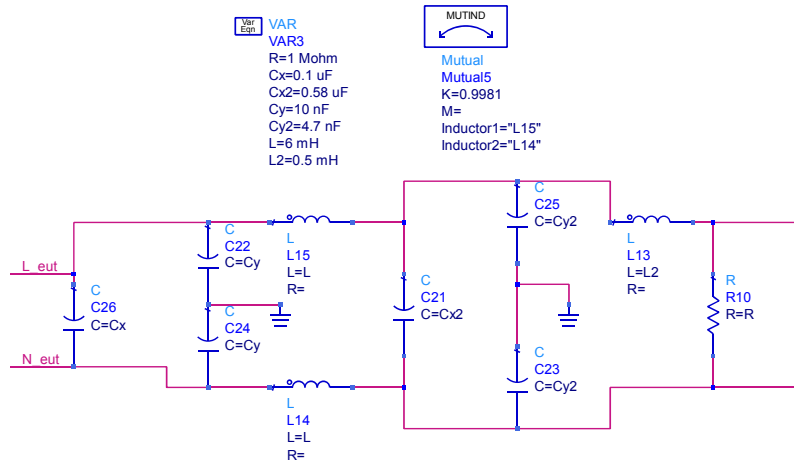 Var
Eqn
VAR
VAR3
R=1 Mohm
Cx=0.1 uF
Cx2=0.58 uF
Cy=10 nF
Cy2=4.7 nF
L=6 mH
L2=0.5 mH
MUTIND
Mutual
Mutual5
K=0.9981
M=
Inductor1="L15"
Inductor2="L14"
L_eut
C
C26
C=Cx
N_eut
C
C22
C=Cy
C
C24
C=Cy
L
L15
L=L
R=
L
L14
L=L
R=
C
C21
C=Cx2
C
C25
C=Cy2
C
C23
C=Cy2
L
L13
L=L2
R=
R
R10
R=R